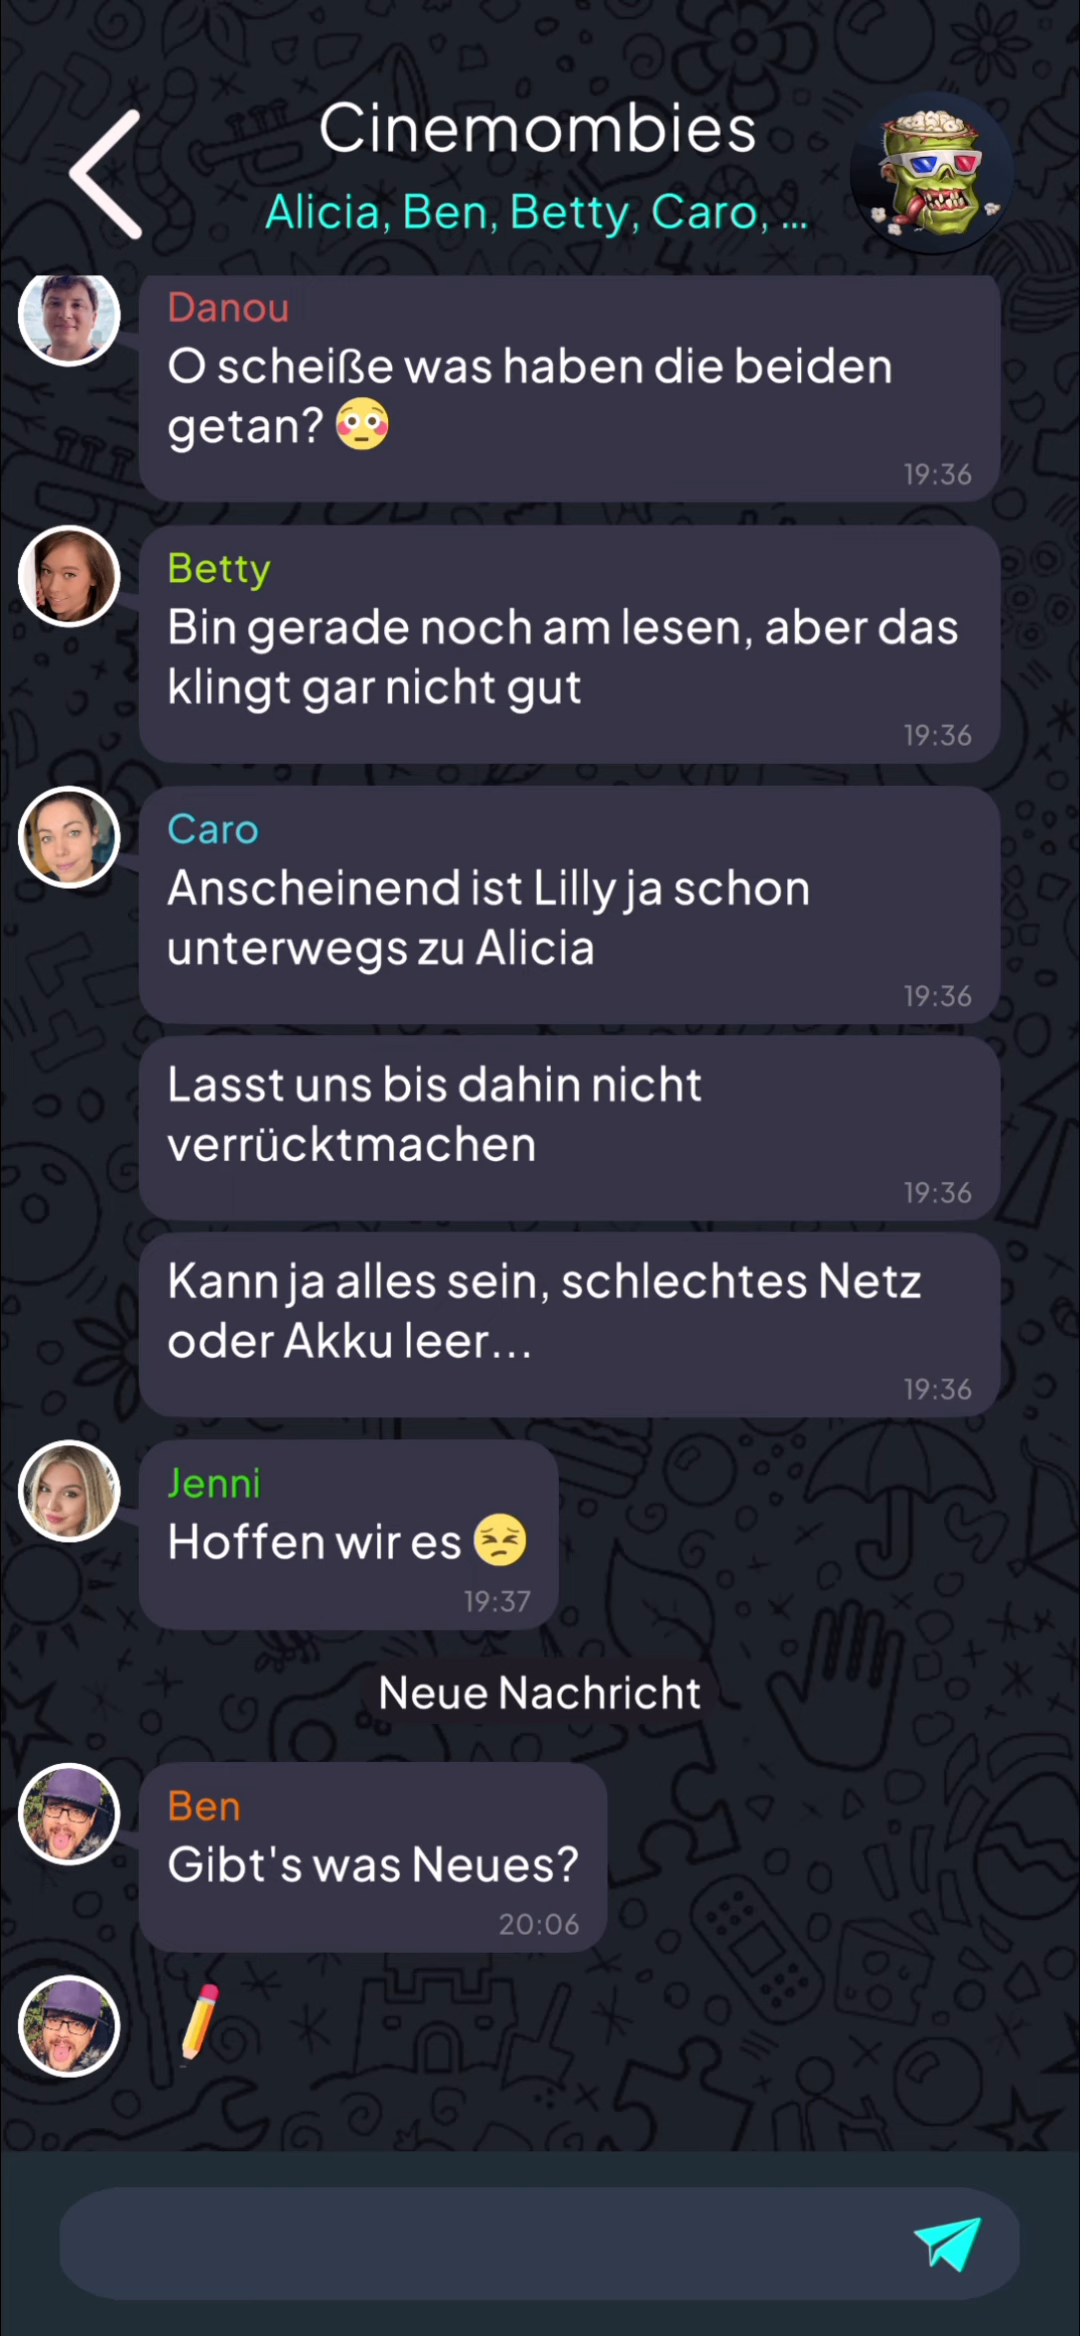 Cinemombies
Alicia, Ben, Betty, Caro, ...
Danou
O scheiße was haben die beiden
getan? 😳
19:36
Betty
Bin gerade noch am lesen, aber das
klingt gar nicht gut
19:36
Caro
Anscheinend ist Lilly ja schon
unterwegs zu Alicia
19:36
Lasst uns bis dahin nicht
verrücktmachen
19:36
Kann ja alles sein, schlechtes Netz
oder Akku leer...
19:36
Jenni
Hoffen wir es 😣
19:37
Neue Nachricht
Ben
Gibt's was Neues?
20:06